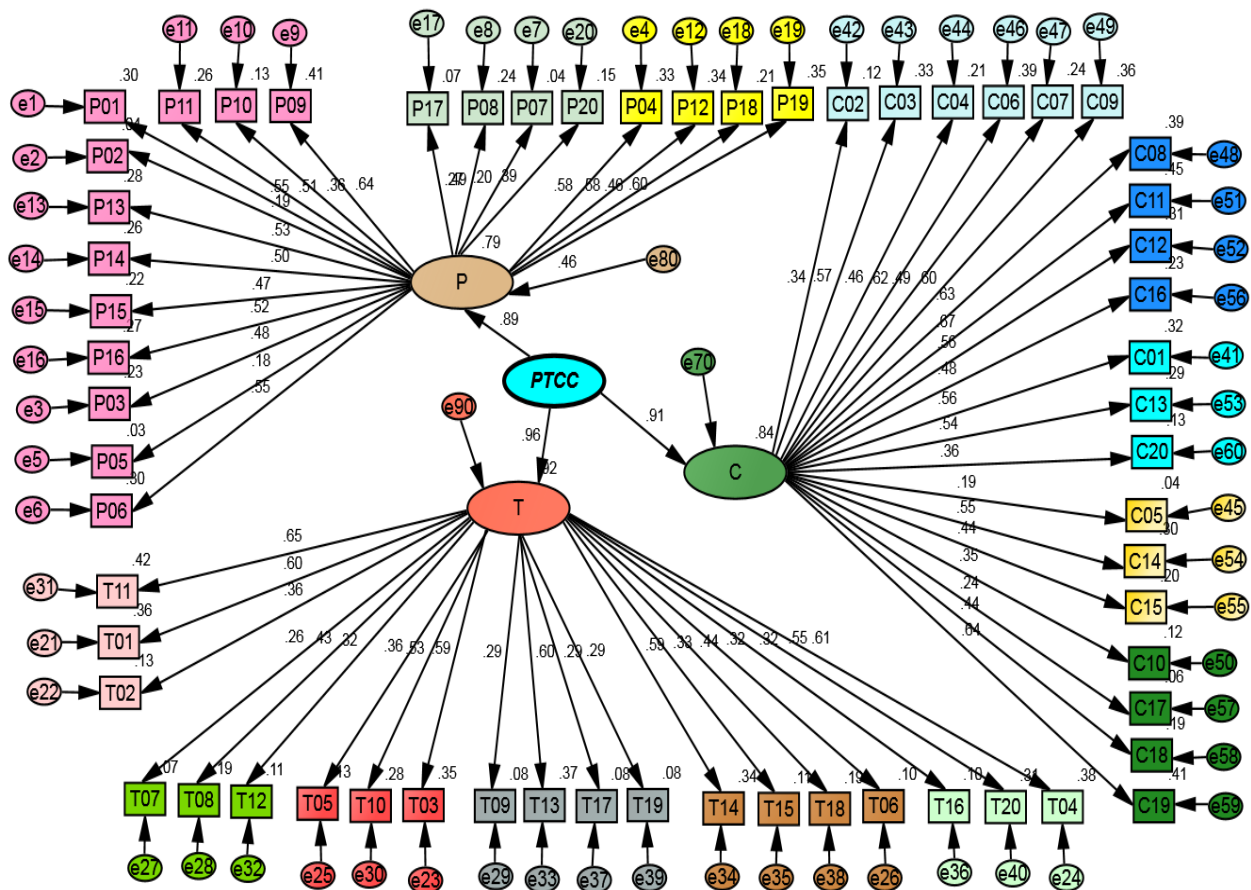 e11 e10 e9 e17 e8 e7 e20 e4 e12 e18 e19 e42 e43 e44 e46 e47 e49
.30 .26 .13 .41 .07 .24 .04 .15 .33 .34 .21 .35 .12 .33 .21 .39 .24 .36
e1 P01 P11 P10 P09 P17 P08 P07 P20 P04 P12 P18 P19 C02 C03 C04 C06 C07 C09
.39
e2 P02 C08 e48
.28 .45
.55 .51 .36 .64 .20 .39 .58 .58 .46 .60
.19
e13 P13 C11 e51
.26 .31
.53
e14 P14 .50 .79 C12 e52
.22 .23
P .46 e80 .34 .57 .46 .62 .49 .60
e15 P15 .47 .63 C16 e56
.27 .52 .67 .32
.89 .56
e16 P16 .48 C01 e41
.23 .18 .48 .29
e70
PTCC
e3 P03 .55 .56 C13 e53
e90 .91 .54 .13
.03 .96 .84 .36 C20 e60
e5 P05
.30 .92 C .19 .04
e6 P06 T .55 C05 e45
.44 .30
.65 .35 C14 e54
.42 .60 .24 .20
e31 T11 .36 .44 C15 e55
.36 .64
.26 .43 .32 .36 .53 .59 .29 .60 .29 .29 .59 .33 .44 .32 .32 .55 .61
.12
e21 T01 C10 e50
.13 .06
e22 T02 C17 e57
.19
C18 e58
.07 .19 .11 .13 .28 .35 .08 .37 .08 .08 .34 .11 .19 .10 .10 .31 .38 .41
T07 T08 T12 T05 T10 T03 T09 T13 T17 T19 T14 T15 T18 T06 T16 T20 T04 C19 e59
e27 e28 e32 e25 e30 e23 e29 e33 e37 e39 e34 e35 e38 e26 e36 e40 e24